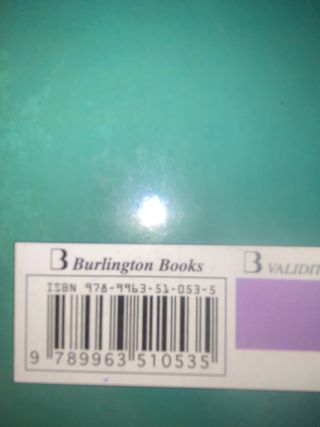 B Burlington Books
B VALIDIT
ISBN 978-9963-51-053-5
9 789963 510535